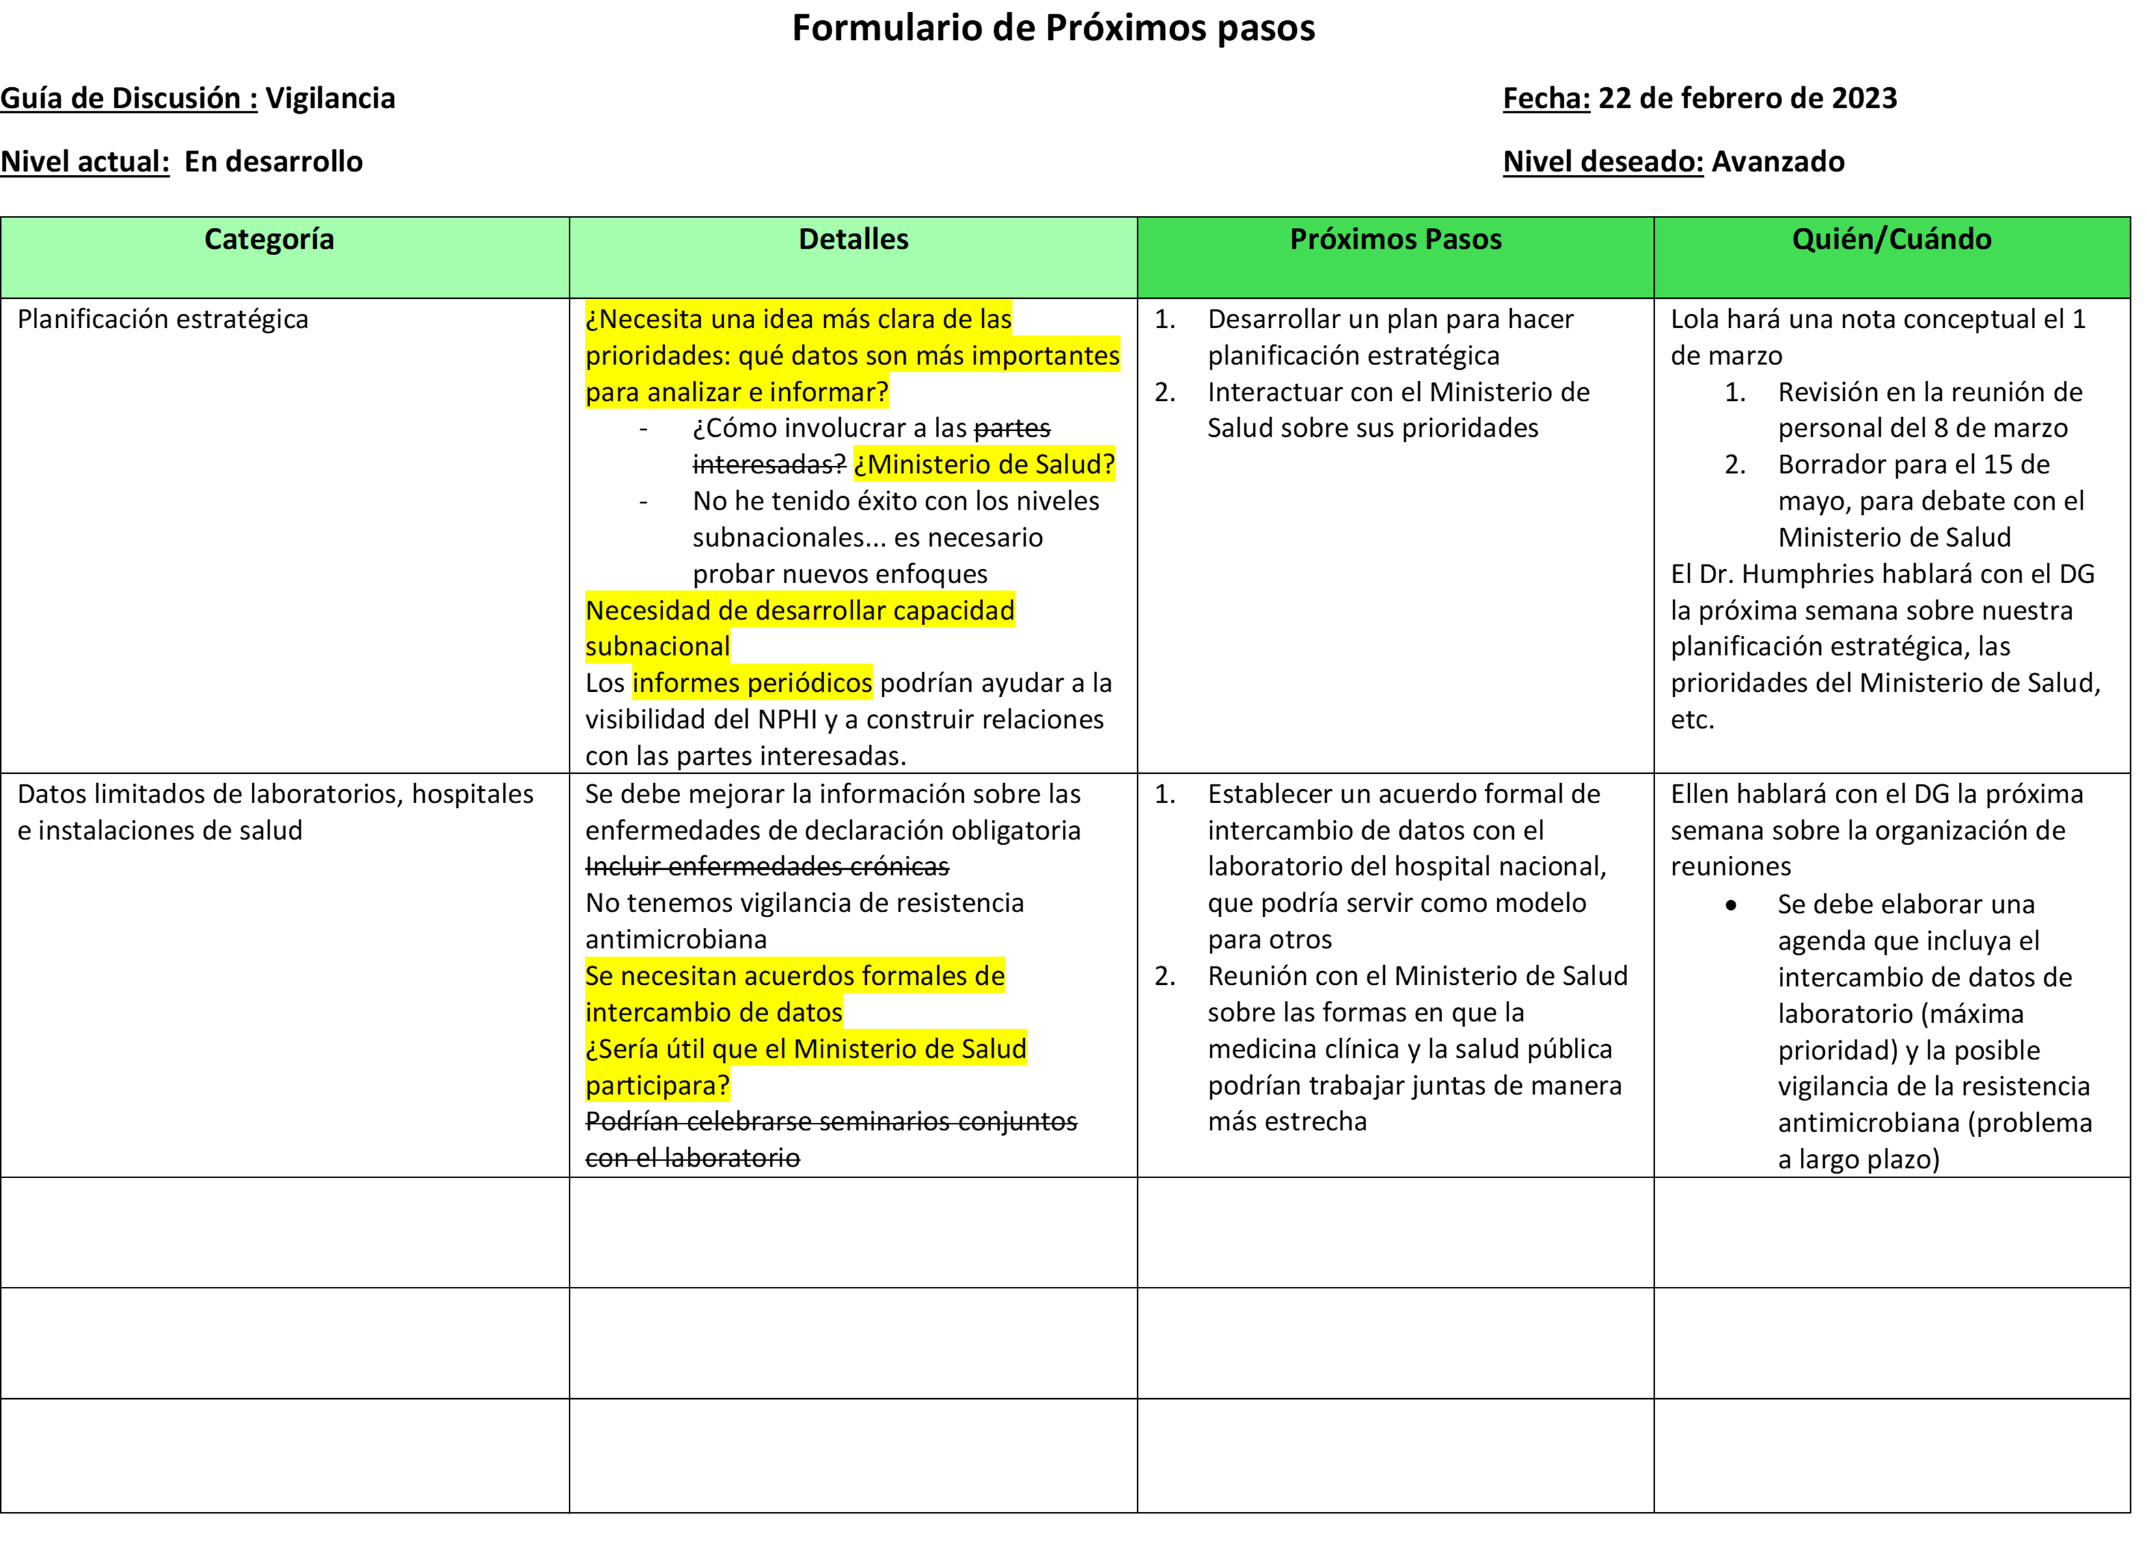 Formulario de Próximos pasos
Guía de Discusión : Vigilancia
Fecha: 22 de febrero de 2023
Nivel actual: En desarrollo
Nivel deseado: Avanzado
Categoría
Detalles
Próximos Pasos
Quién/Cuándo
Planificación estratégica
¿Necesita una idea más clara de las
prioridades: qué datos son más importantes
para analizar e informar?
- ¿Cómo involucrar a las partes
interesadas? ¿Ministerio de Salud?
- No he tenido éxito con los niveles
subnacionales... es necesario
probar nuevos enfoques
Necesidad de desarrollar capacidad
subnacional
Los informes periódicos podrían ayudar a la
visibilidad del NPHI y a construir relaciones
con las partes interesadas.
1. Desarrollar un plan para hacer
planificación estratégica
2. Interactuar con el Ministerio de
Salud sobre sus prioridades
Lola hará una nota conceptual el 1
de marzo
1. Revisión en la reunión de
personal del 8 de marzo
2. Borrador para el 15 de
mayo, para debate con el
Ministerio de Salud
El Dr. Humphries hablará con el DG
la próxima semana sobre nuestra
planificación estratégica, las
prioridades del Ministerio de Salud,
etc.
Datos limitados de laboratorios, hospitales
e instalaciones de salud
Se debe mejorar la información sobre las
enfermedades de declaración obligatoria
Incluir enfermedades crónicas
No tenemos vigilancia de resistencia
antimicrobiana
Se necesitan acuerdos formales de
intercambio de datos
¿Sería útil que el Ministerio de Salud
participara?
Podrían celebrarse seminarios conjuntos
con el laboratorio
1. Establecer un acuerdo formal de
intercambio de datos con el
laboratorio del hospital nacional,
que podría servir como modelo
para otros
2. Reunión con el Ministerio de Salud
sobre las formas en que la
medicina clínica y la salud pública
podrían trabajar juntas de manera
más estrecha
Ellen hablará con el DG la próxima
semana sobre la organización de
reuniones
• Se debe elaborar una
agenda que incluya el
intercambio de datos de
laboratorio (máxima
prioridad) y la posible
vigilancia de la resistencia
antimicrobiana (problema
a largo plazo)